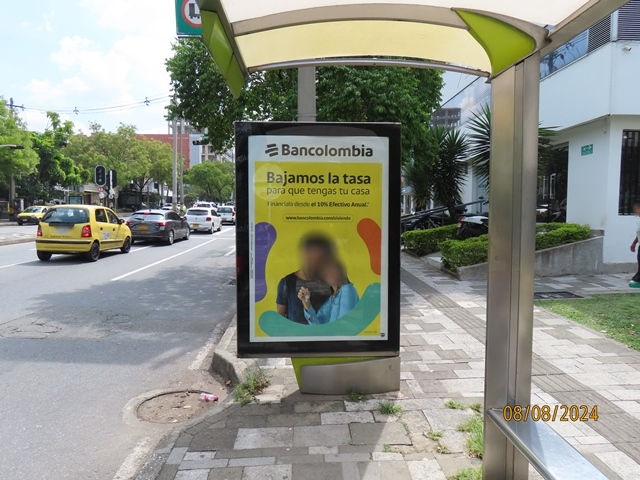 Bancolombia
Bajamos la tasa
para que tengas tu casa
Fináncíala desde el 10% Efectivo Anual.*
www.bancolombia.com/vivienda
08/08/2024